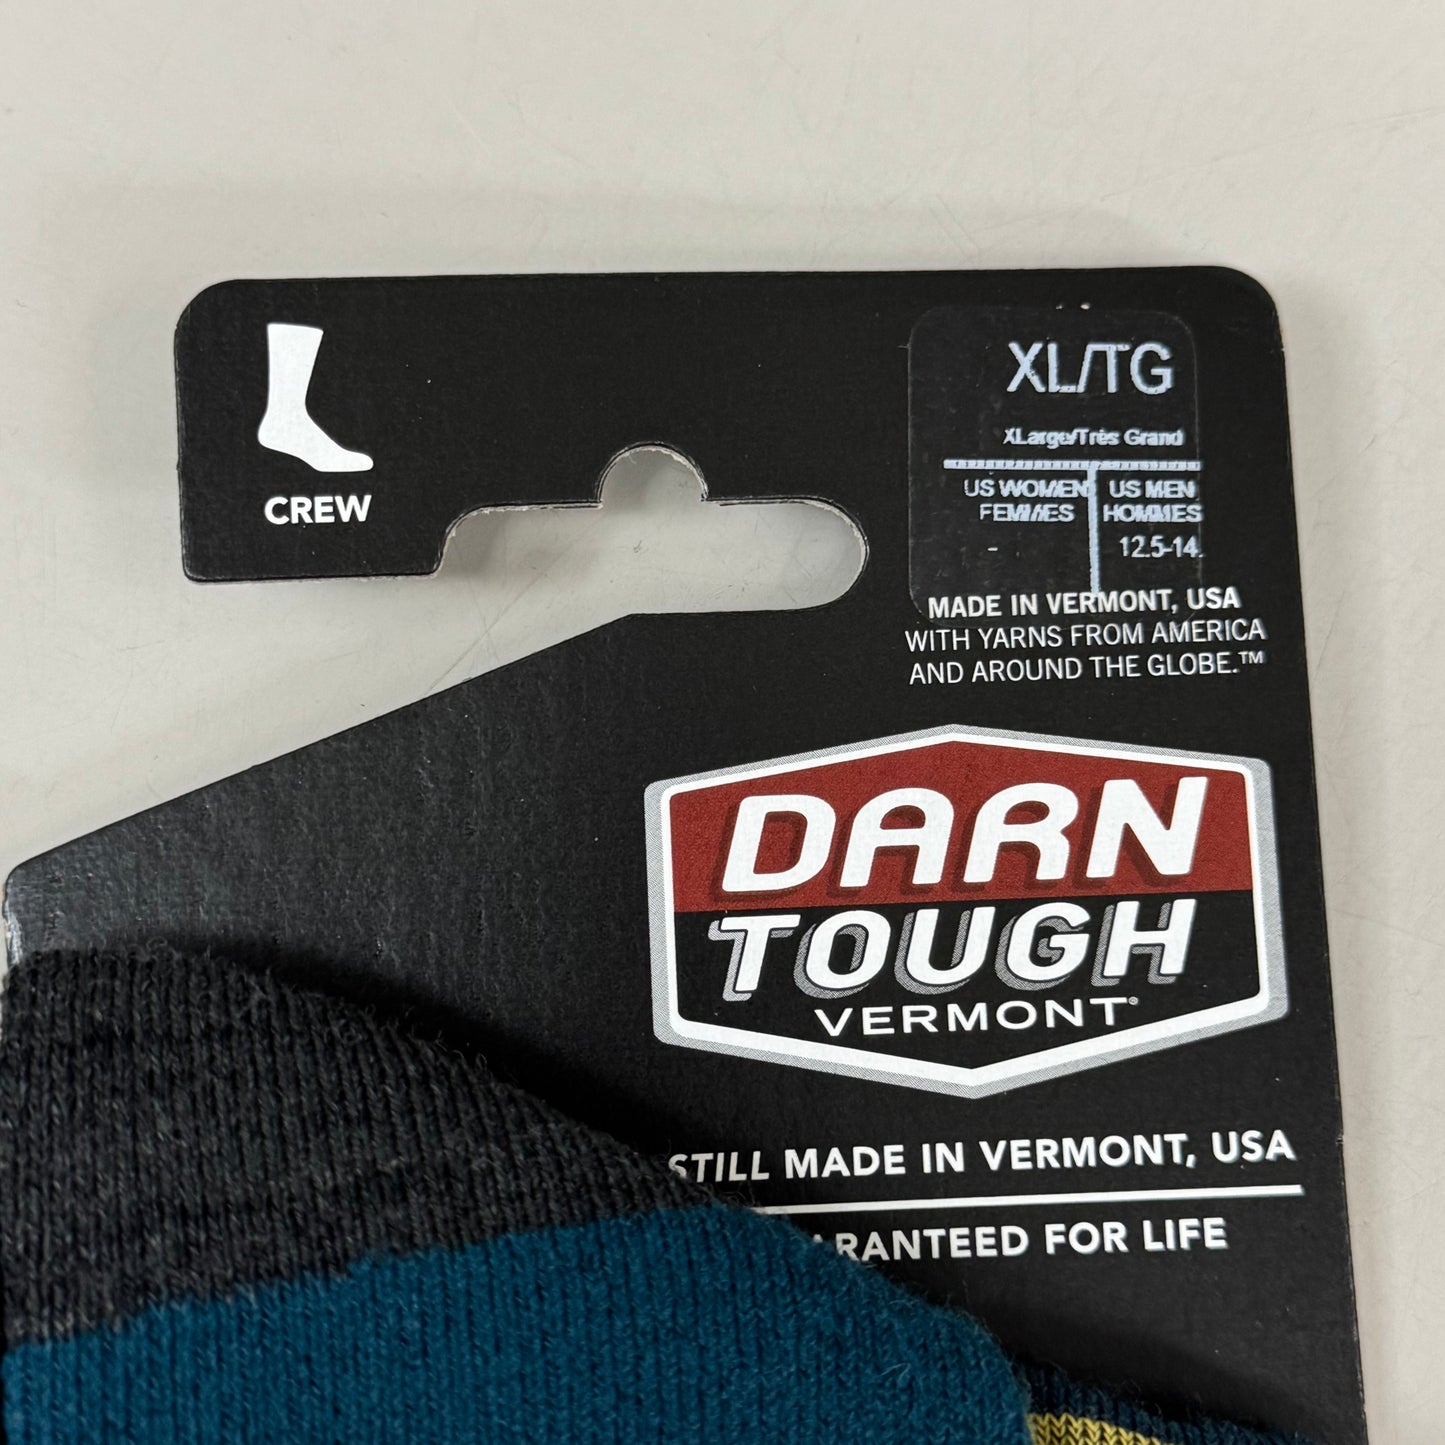 CREW
XL/TG
XLarge/Très Grand
US WOMEN
FEMMES
-
US MEN
HOMMES
12.5-14
MADE IN VERMONT, USA
WITH YARNS FROM AMERICA
AND AROUND THE GLOBE.™
DARN
TOUGH
VERMONT®
STILL MADE IN VERMONT, USA
FOR LIFE